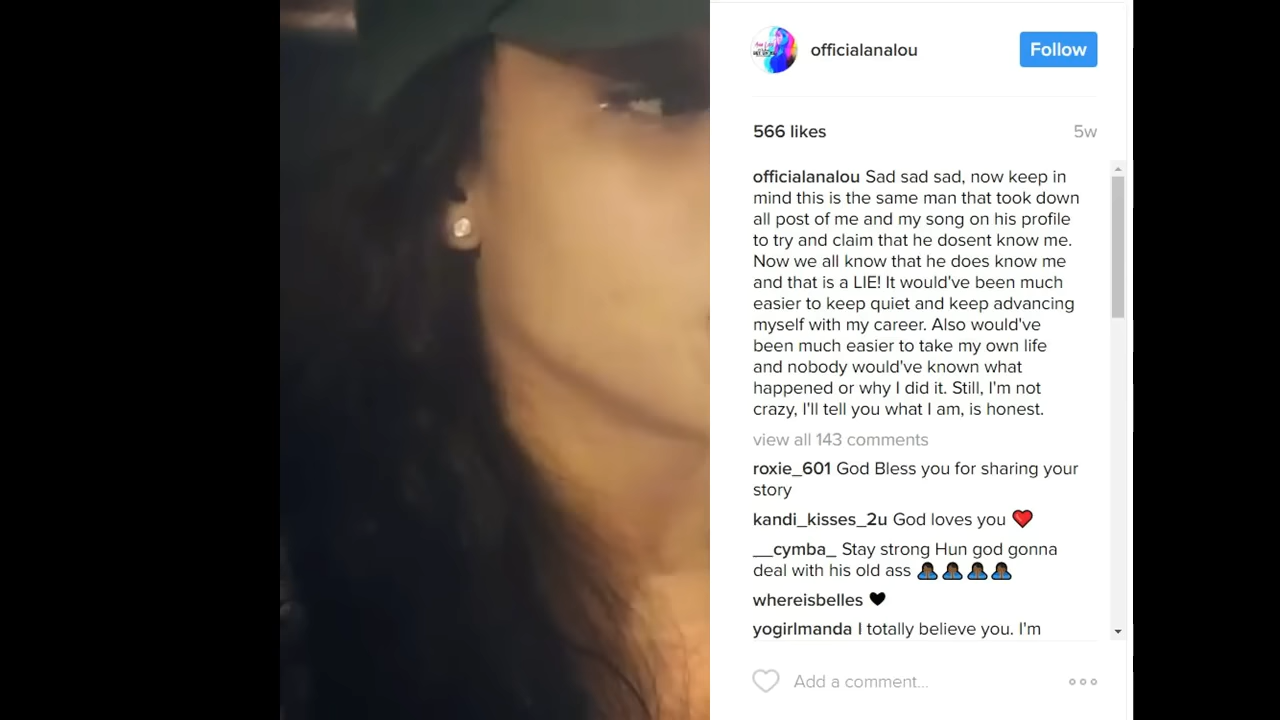 officialanalou
Follow
566 likes
5w
officialanalou Sad sad sad, now keep in
mind this is the same man that took down
all post of me and my song on his profile
to try and claim that he dosent know me.
Now we all know that he does know me
and that is a LIE! It would've been much
easier to keep quiet and keep advancing
myself with my career. Also would've
been much easier to take my own life
and nobody would've known what
happened or why I did it. Still, I'm not
crazy, I'll tell you what I am, is honest.
view all 143 comments
roxie_601 God Bless you for sharing your
story
kandi_kisses_2u God loves you ❤️
__cymba_ Stay strong Hun god gonna
deal with his old ass 🙏🏾🙏🏾🙏🏾🙏🏾
whereisbelles 🖤
yogirlmanda I totally believe you. I'm
Add a comment...